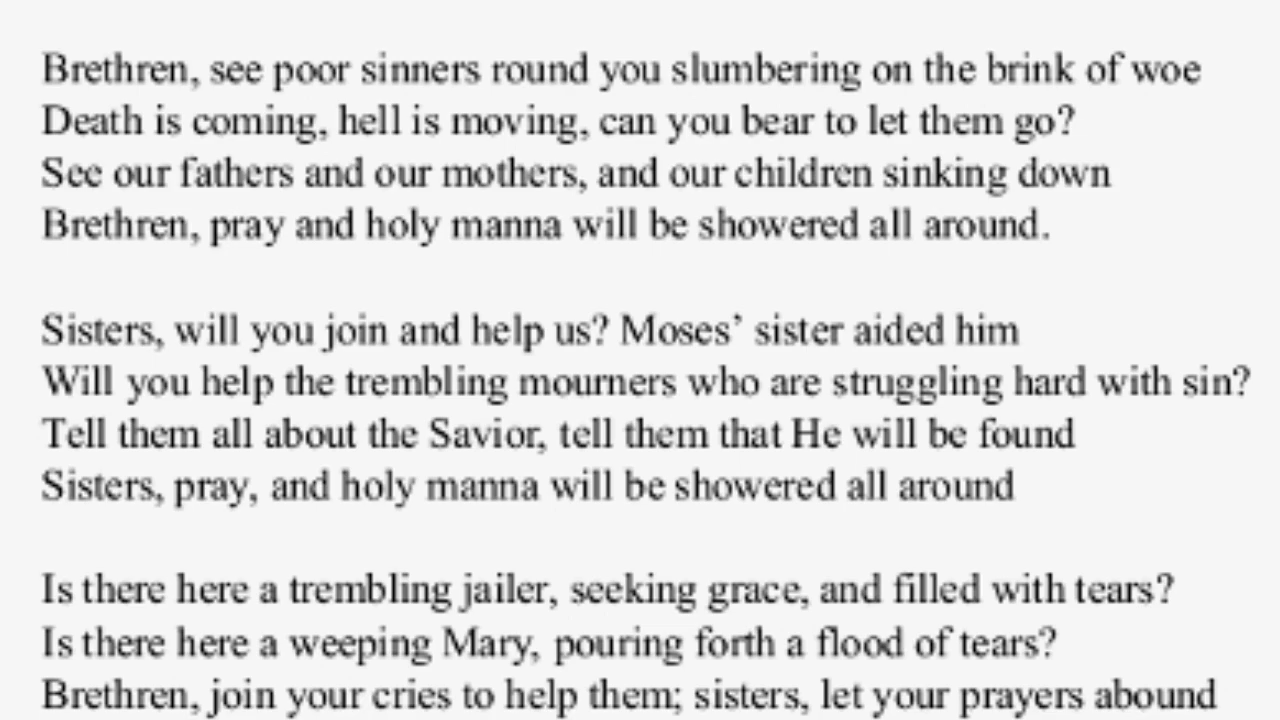 Brethren, see poor sinners round you slumbering on the brink of woe
Death is coming, hell is moving, can you bear to let them go?
See our fathers and our mothers, and our children sinking down
Brethren, pray and holy manna will be showered all around.
Sisters, will you join and help us? Moses’ sister aided him
Will you help the trembling mourners who are struggling hard with sin?
Tell them all about the Savior, tell them that He will be found
Sisters, pray, and holy manna will be showered all around
Is there here a trembling jailer, seeking grace, and filled with tears?
Is there here a weeping Mary, pouring forth a flood of tears?
Brethren, join your cries to help them; sisters, let your prayers abound